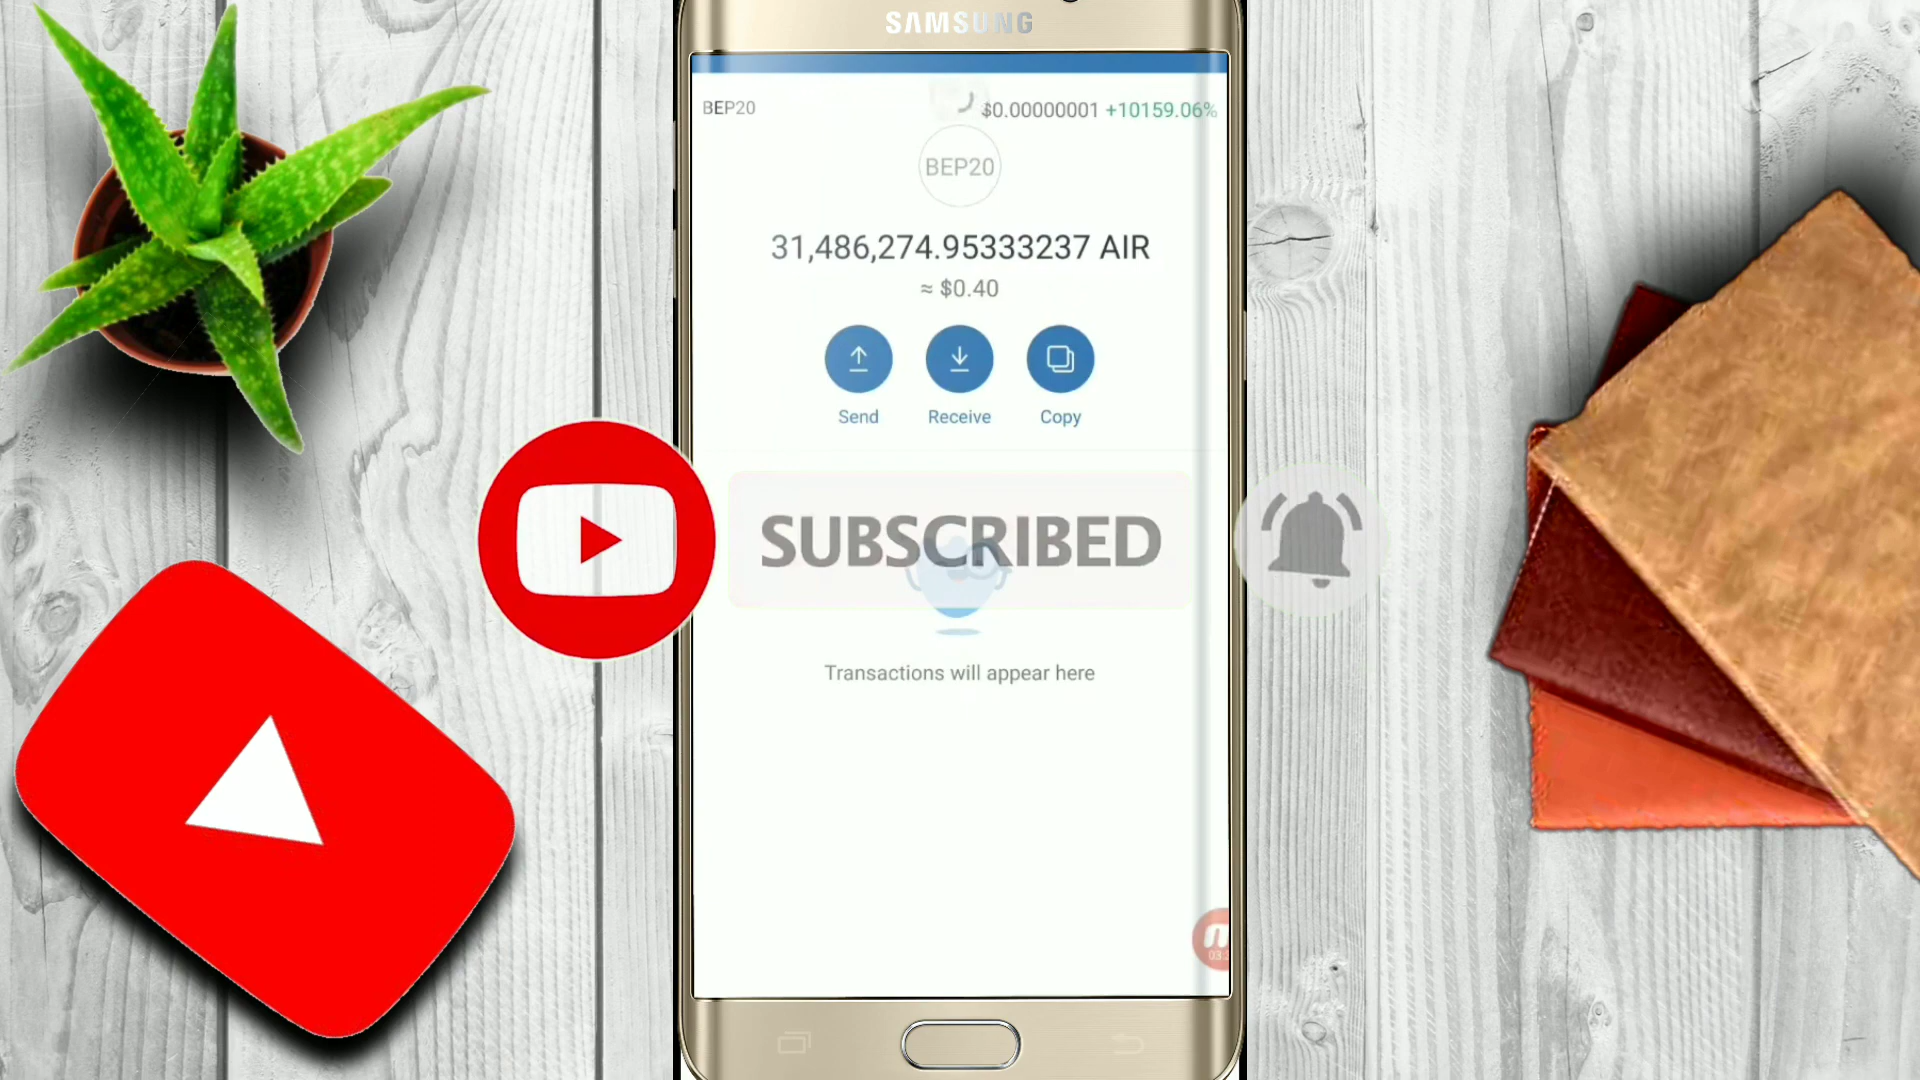 SAMSUNG
BEP20
$0.00000001 +10159.06%
BEP20
31,486,274.95333237 AIR
≈ $0.40
Send
Receive
Copy
SUBSCRIBED
Transactions will appear here